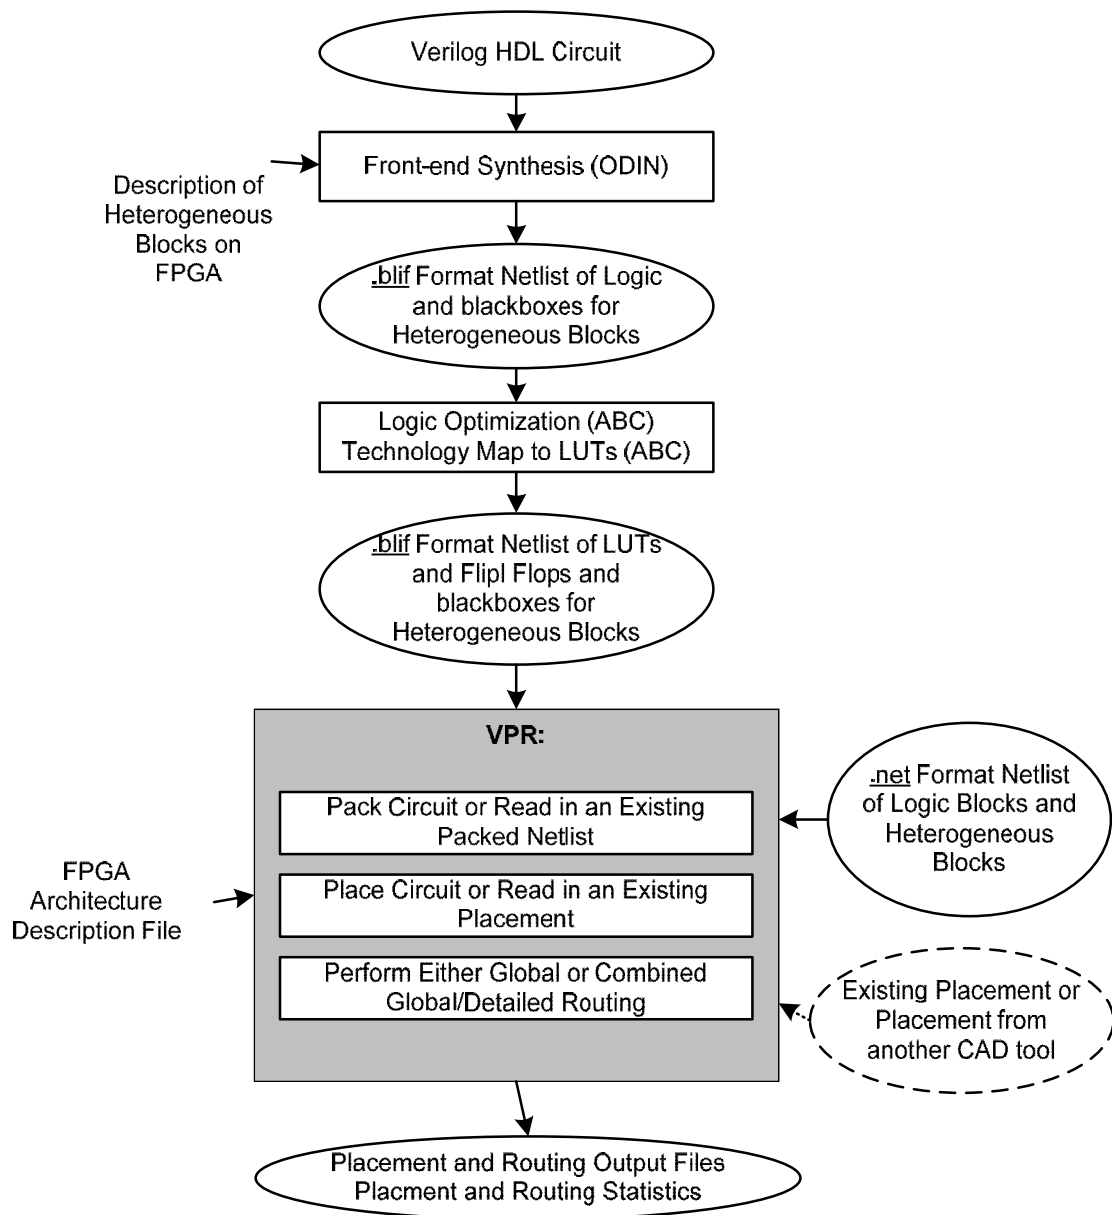 Verilog HDL Circuit
Front-end Synthesis (ODIN)
Description of
Heterogeneous
Blocks on
FPGA
.blif Format Netlist of Logic
and blackboxes for
Heterogeneous Blocks
Logic Optimization (ABC)
Technology Map to LUTs (ABC)
.blif Format Netlist of LUTs
and Flipl Flops and
blackboxes for
Heterogeneous Blocks
VPR:
Pack Circuit or Read in an Existing
Packed Netlist
.net Format Netlist
of Logic Blocks and
Heterogeneous
Blocks
FPGA
Architecture
Description File
Place Circuit or Read in an Existing
Placement
Perform Either Global or Combined
Global/Detailed Routing
Existing Placement or
Placement from
another CAD tool
Placement and Routing Output Files
Placment and Routing Statistics